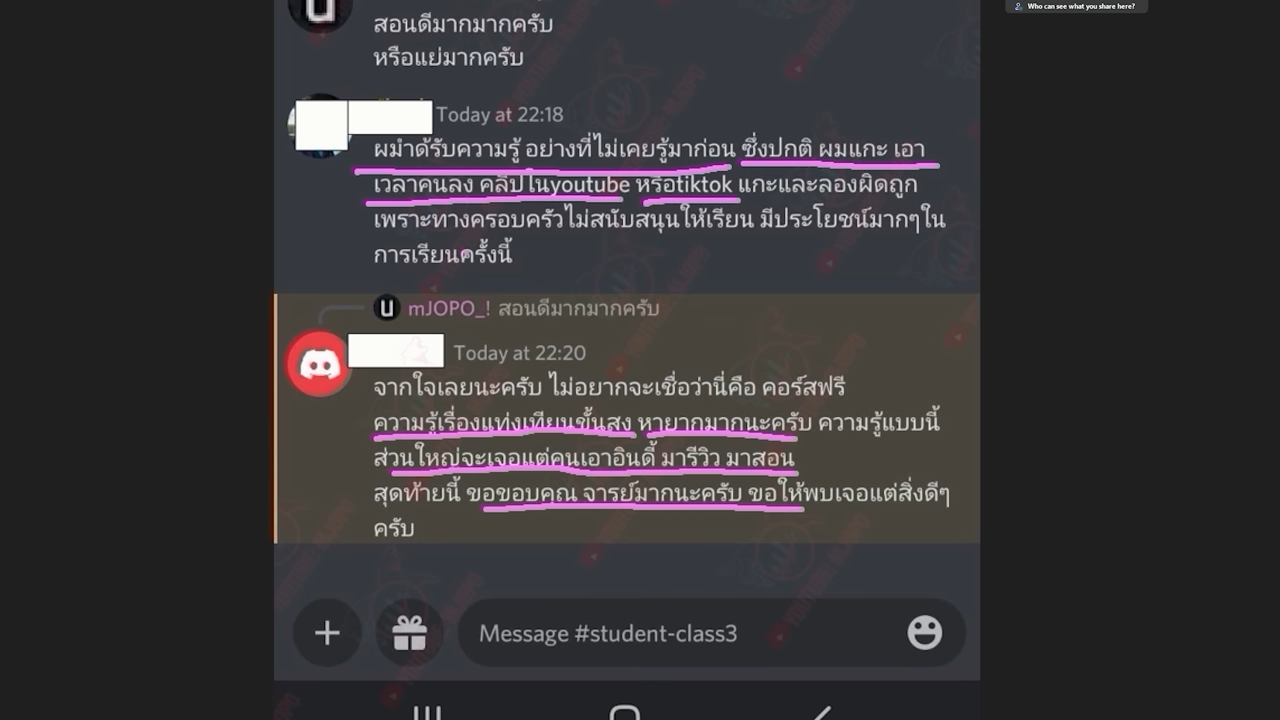 Who can see what you share here?
สอนดีมากมากครับ
หรือแย่มากครับ
Today at 22:18
ผมำด้รับความรู้ อย่างที่ไม่เคยรู้มาก่อน ซึ่งปกติ ผมแกะ เอา
เวลาคนลง คลิปในyoutube หรือtiktok แกะและลองผิดถูก
เพราะทางครอบครัวไม่สนับสนุนให้เรียน มีประโยชน์มากๆใน
การเรียนครั้งนี้
mJOPO_! สอนดีมากมากครับ
Today at 22:20
จากใจเลยนะครับ ไม่อยากจะเชื่อว่านี่คือ คอร์สฟรี
ความรู้เรื่องแท่งเทียนขั้นสูง หายากมากนะครับ ความรู้แบบนี้
ส่วนใหญ่จะเจอแต่คนเอาอินดี้ มารีวิว มาสอน
สุดท้ายนี้ ขอขอบคุณ จารย์มากนะครับ ขอให้พบเจอแต่สิ่งดีๆ
ครับ
Message #student-class3